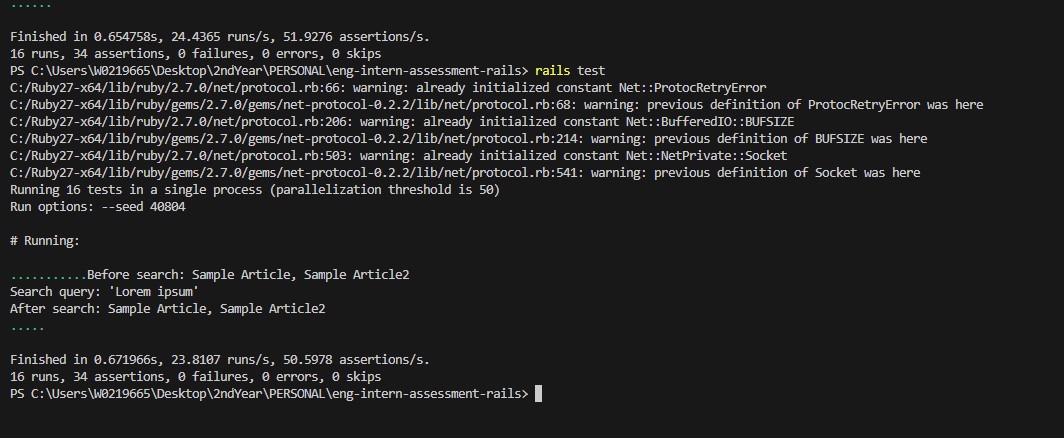 ......
Finished in 0.654758s, 24.4365 runs/s, 51.9276 assertions/s.
16 runs, 34 assertions, 0 failures, 0 errors, 0 skips
PS C:\Users\W0219665\Desktop\2ndYear\PERSONAL\eng-intern-assessment-rails> rails test
C:/Ruby27-x64/lib/ruby/2.7.0/net/protocol.rb:66: warning: already initialized constant Net::ProtocRetryError
C:/Ruby27-x64/lib/ruby/gems/2.7.0/gems/net-protocol-0.2.2/lib/net/protocol.rb:68: warning: previous definition of ProtocRetryError was here
C:/Ruby27-x64/lib/ruby/2.7.0/net/protocol.rb:206: warning: already initialized constant Net::BufferedIO::BUFSIZE
C:/Ruby27-x64/lib/ruby/gems/2.7.0/gems/net-protocol-0.2.2/lib/net/protocol.rb:214: warning: previous definition of BUFSIZE was here
C:/Ruby27-x64/lib/ruby/2.7.0/net/protocol.rb:503: warning: already initialized constant Net::NetPrivate::Socket
C:/Ruby27-x64/lib/ruby/gems/2.7.0/gems/net-protocol-0.2.2/lib/net/protocol.rb:541: warning: previous definition of Socket was here
Running 16 tests in a single process (parallelization threshold is 50)
Run options: --seed 40804
# Running:
...........Before search: Sample Article, Sample Article2
Search query: 'Lorem ipsum'
After search: Sample Article, Sample Article2
.....
Finished in 0.671966s, 23.8107 runs/s, 50.5978 assertions/s.
16 runs, 34 assertions, 0 failures, 0 errors, 0 skips
PS C:\Users\W0219665\Desktop\2ndYear\PERSONAL\eng-intern-assessment-rails>